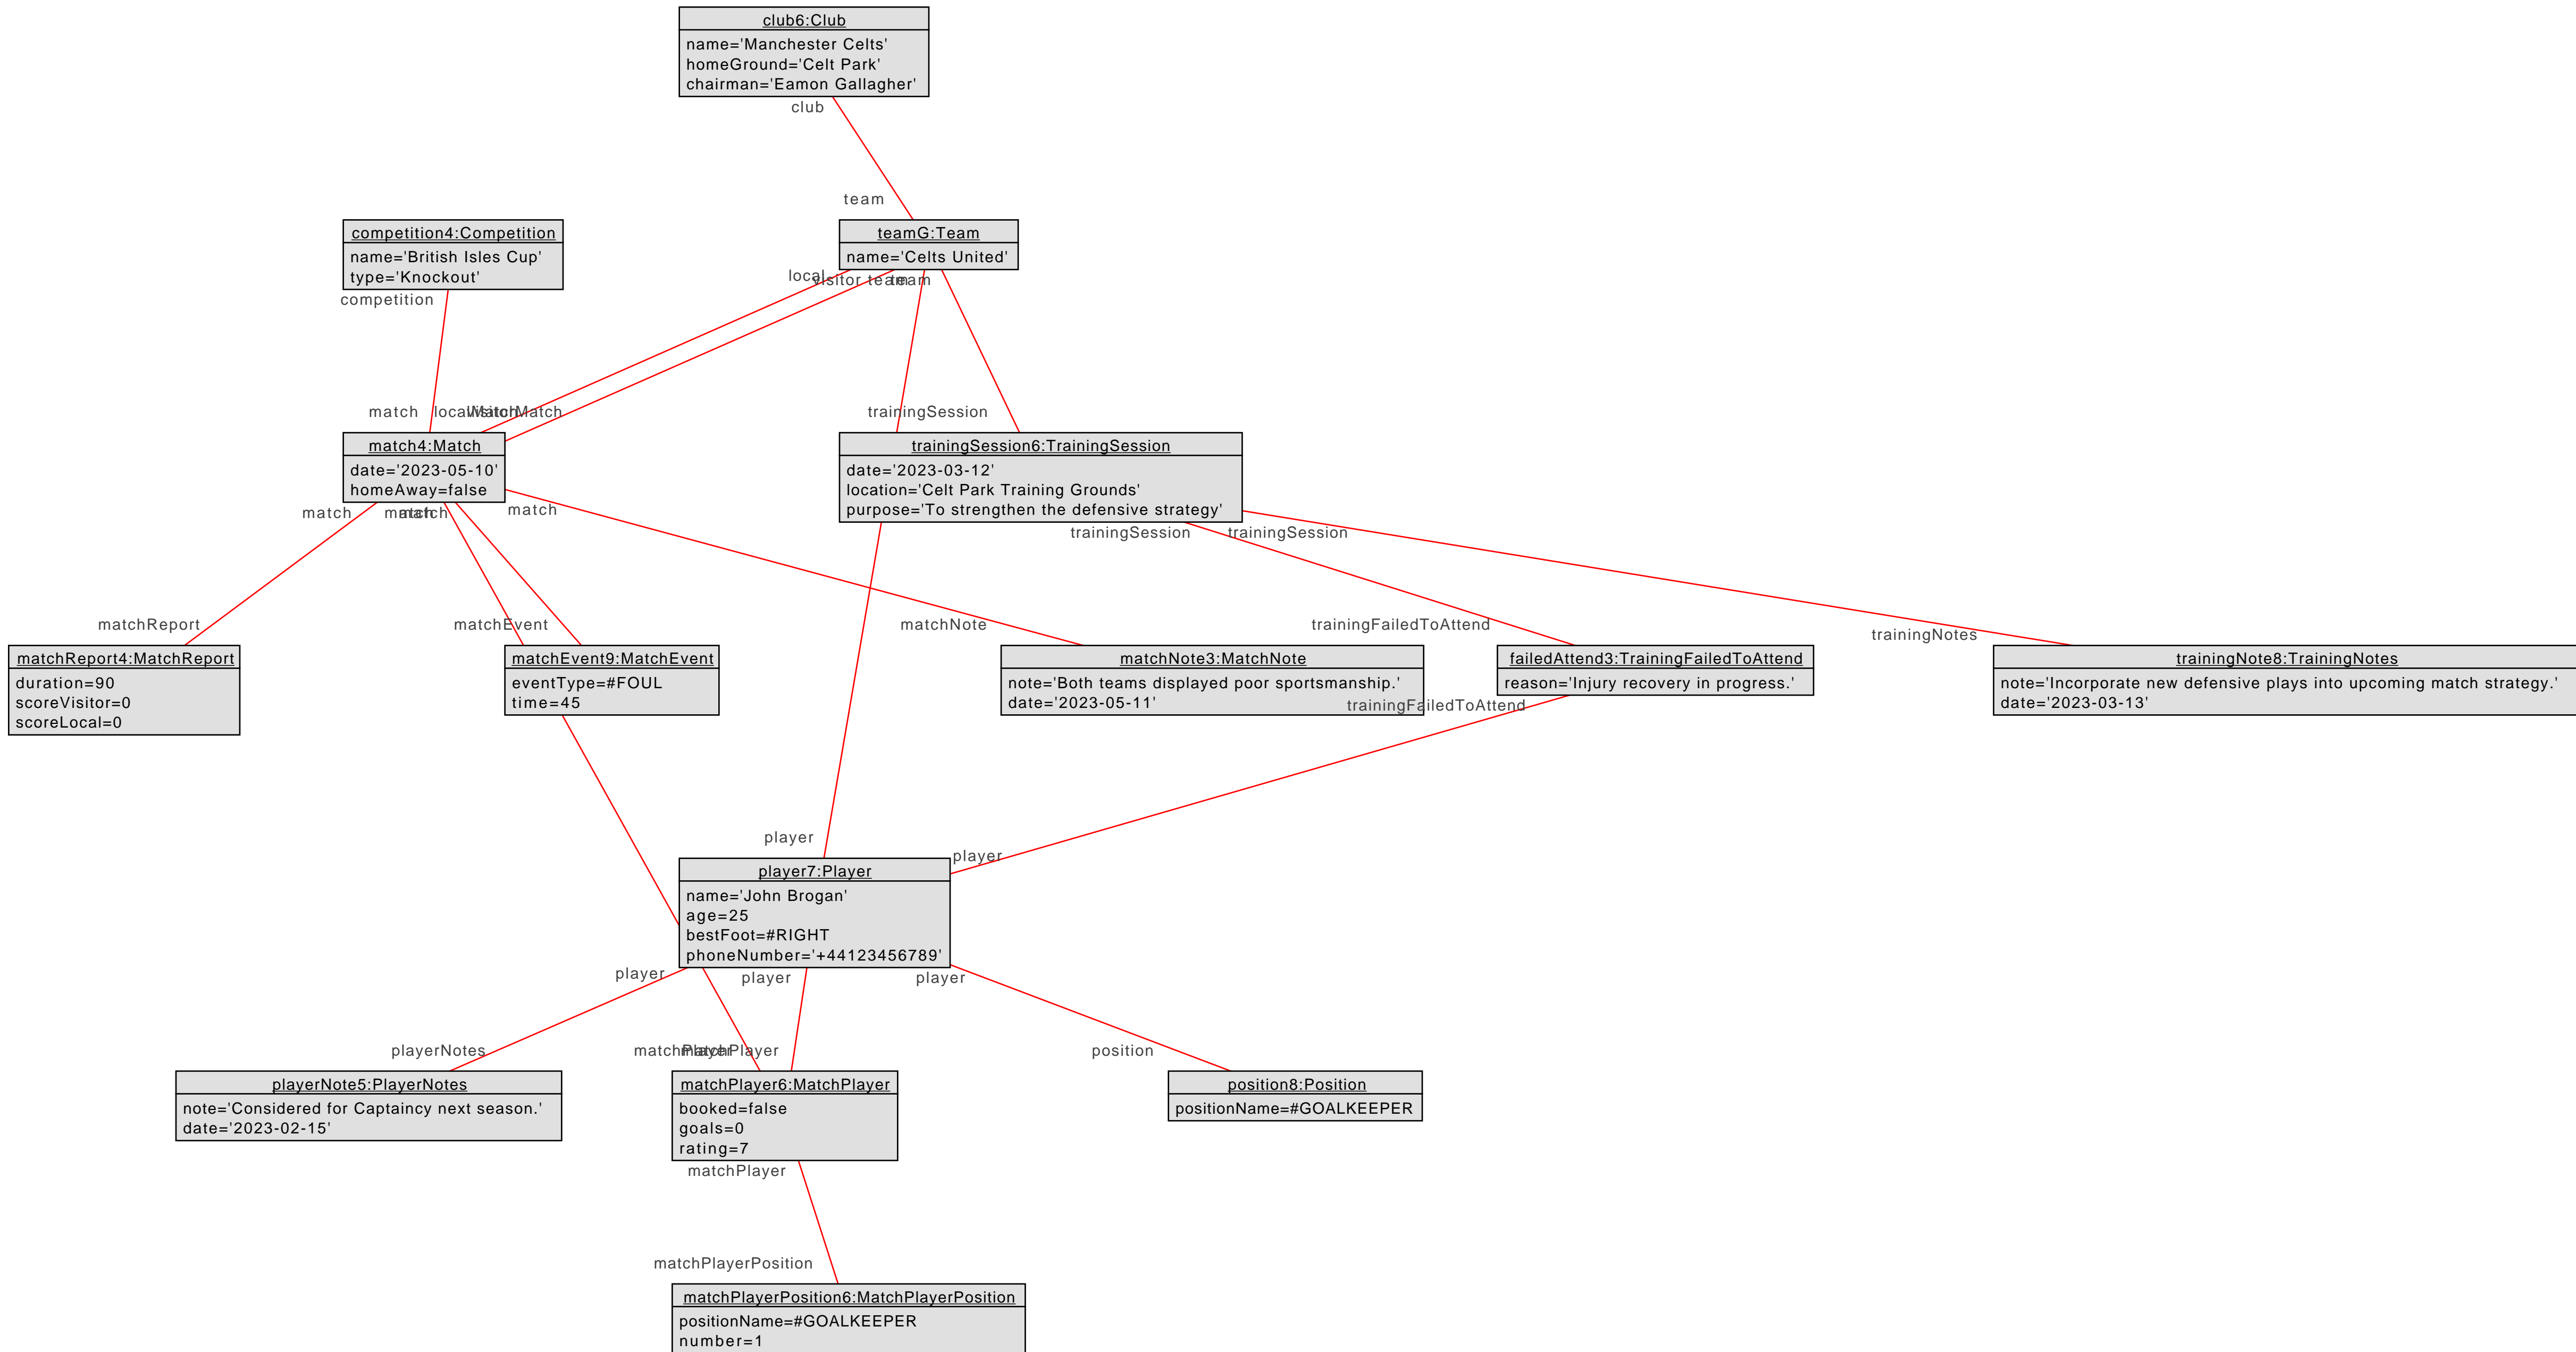 club6:Club
name='Manchester Celts'
homeGround='Celt Park'
chairman='Eamon Gallagher'
club
team
competition4:Competition
name='British Isles Cup'
type='Knockout'
competition
teamG:Team
name='Celts United'
local
visitor team
team
match
localMatch
visitorMatch
trainingSession
match4:Match
date='2023-05-10'
homeAway=false
trainingSession6:TrainingSession
date='2023-03-12'
location='Celt Park Training Grounds'
purpose='To strengthen the defensive strategy'
match
match
match
match
trainingSession
trainingSession
matchReport
matchEvent
matchNote
trainingFailedToAttend
trainingNotes
matchReport4:MatchReport
duration=90
scoreVisitor=0
scoreLocal=0
matchEvent9:MatchEvent
eventType=#FOUL
time=45
matchNote3:MatchNote
note='Both teams displayed poor sportsmanship.'
date='2023-05-11'
failedAttend3:TrainingFailedToAttend
reason='Injury recovery in progress.'
trainingFailedToAttend
trainingNote8:TrainingNotes
note='Incorporate new defensive plays into upcoming match strategy.'
date='2023-03-13'
player
player
player7:Player
name='John Brogan'
age=25
bestFoot=#RIGHT
phoneNumber='+44123456789'
player
player
player
playerNotes
matchPlayer
matchPlayer
position
playerNote5:PlayerNotes
note='Considered for Captaincy next season.'
date='2023-02-15'
matchPlayer6:MatchPlayer
booked=false
goals=0
rating=7
position8:Position
positionName=#GOALKEEPER
matchPlayer
matchPlayerPosition
matchPlayerPosition6:MatchPlayerPosition
positionName=#GOALKEEPER
number=1